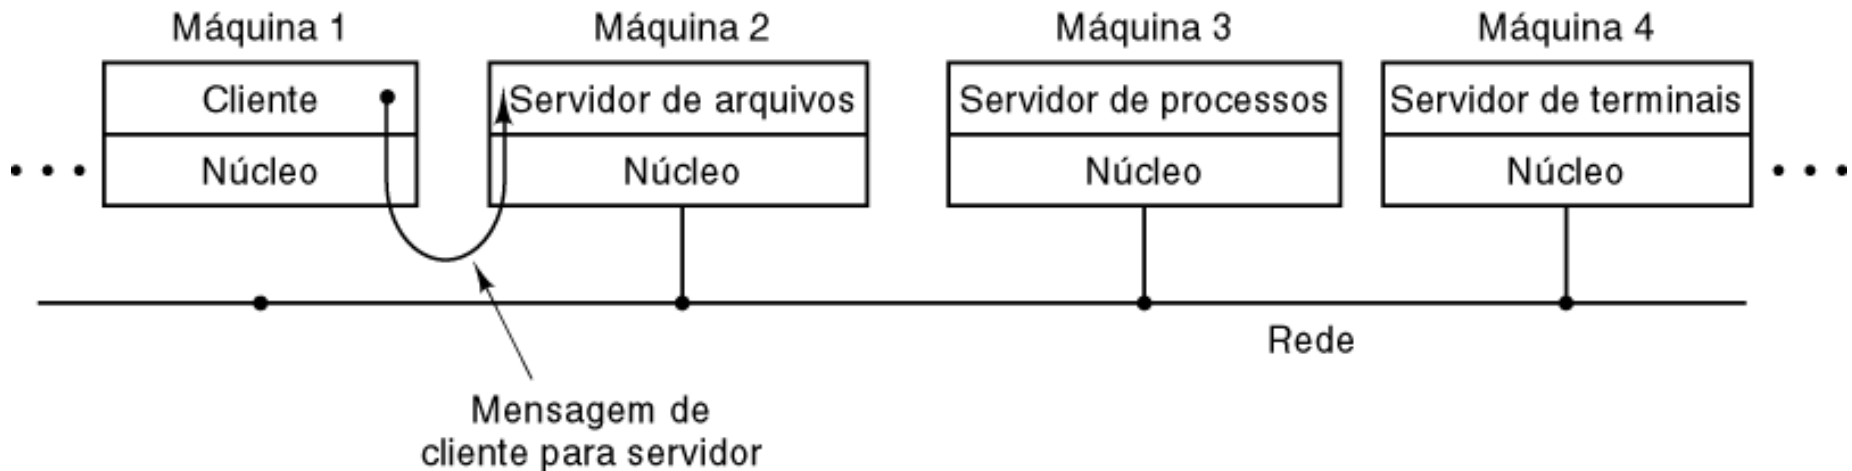 Máquina 1
Máquina 2
Máquina 3
Máquina 4
Cliente
Servidor de arquivos
Servidor de processos
Servidor de terminais
Núcleo
Núcleo
Núcleo
Núcleo
Rede
Mensagem de
cliente para servidor